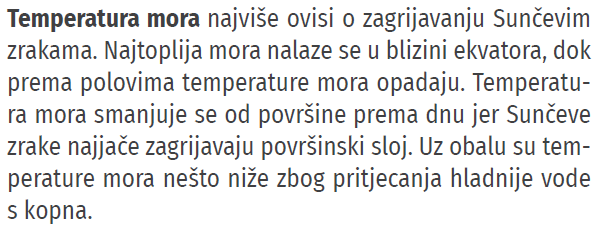 Temperatura mora najviše ovisi o zagrijavanju Sunčevim
zrakama. Najtoplija mora nalaze se u blizini ekvatora, dok
prema polovima temperature mora opadaju. Temperatu-
ra mora smanjuje se od površine prema dnu jer Sunčeve
zrake najjače zagrijavaju površinski sloj. Uz obalu su tem-
perature mora nešto niže zbog pritjecanja hladnije vode
s kopna.